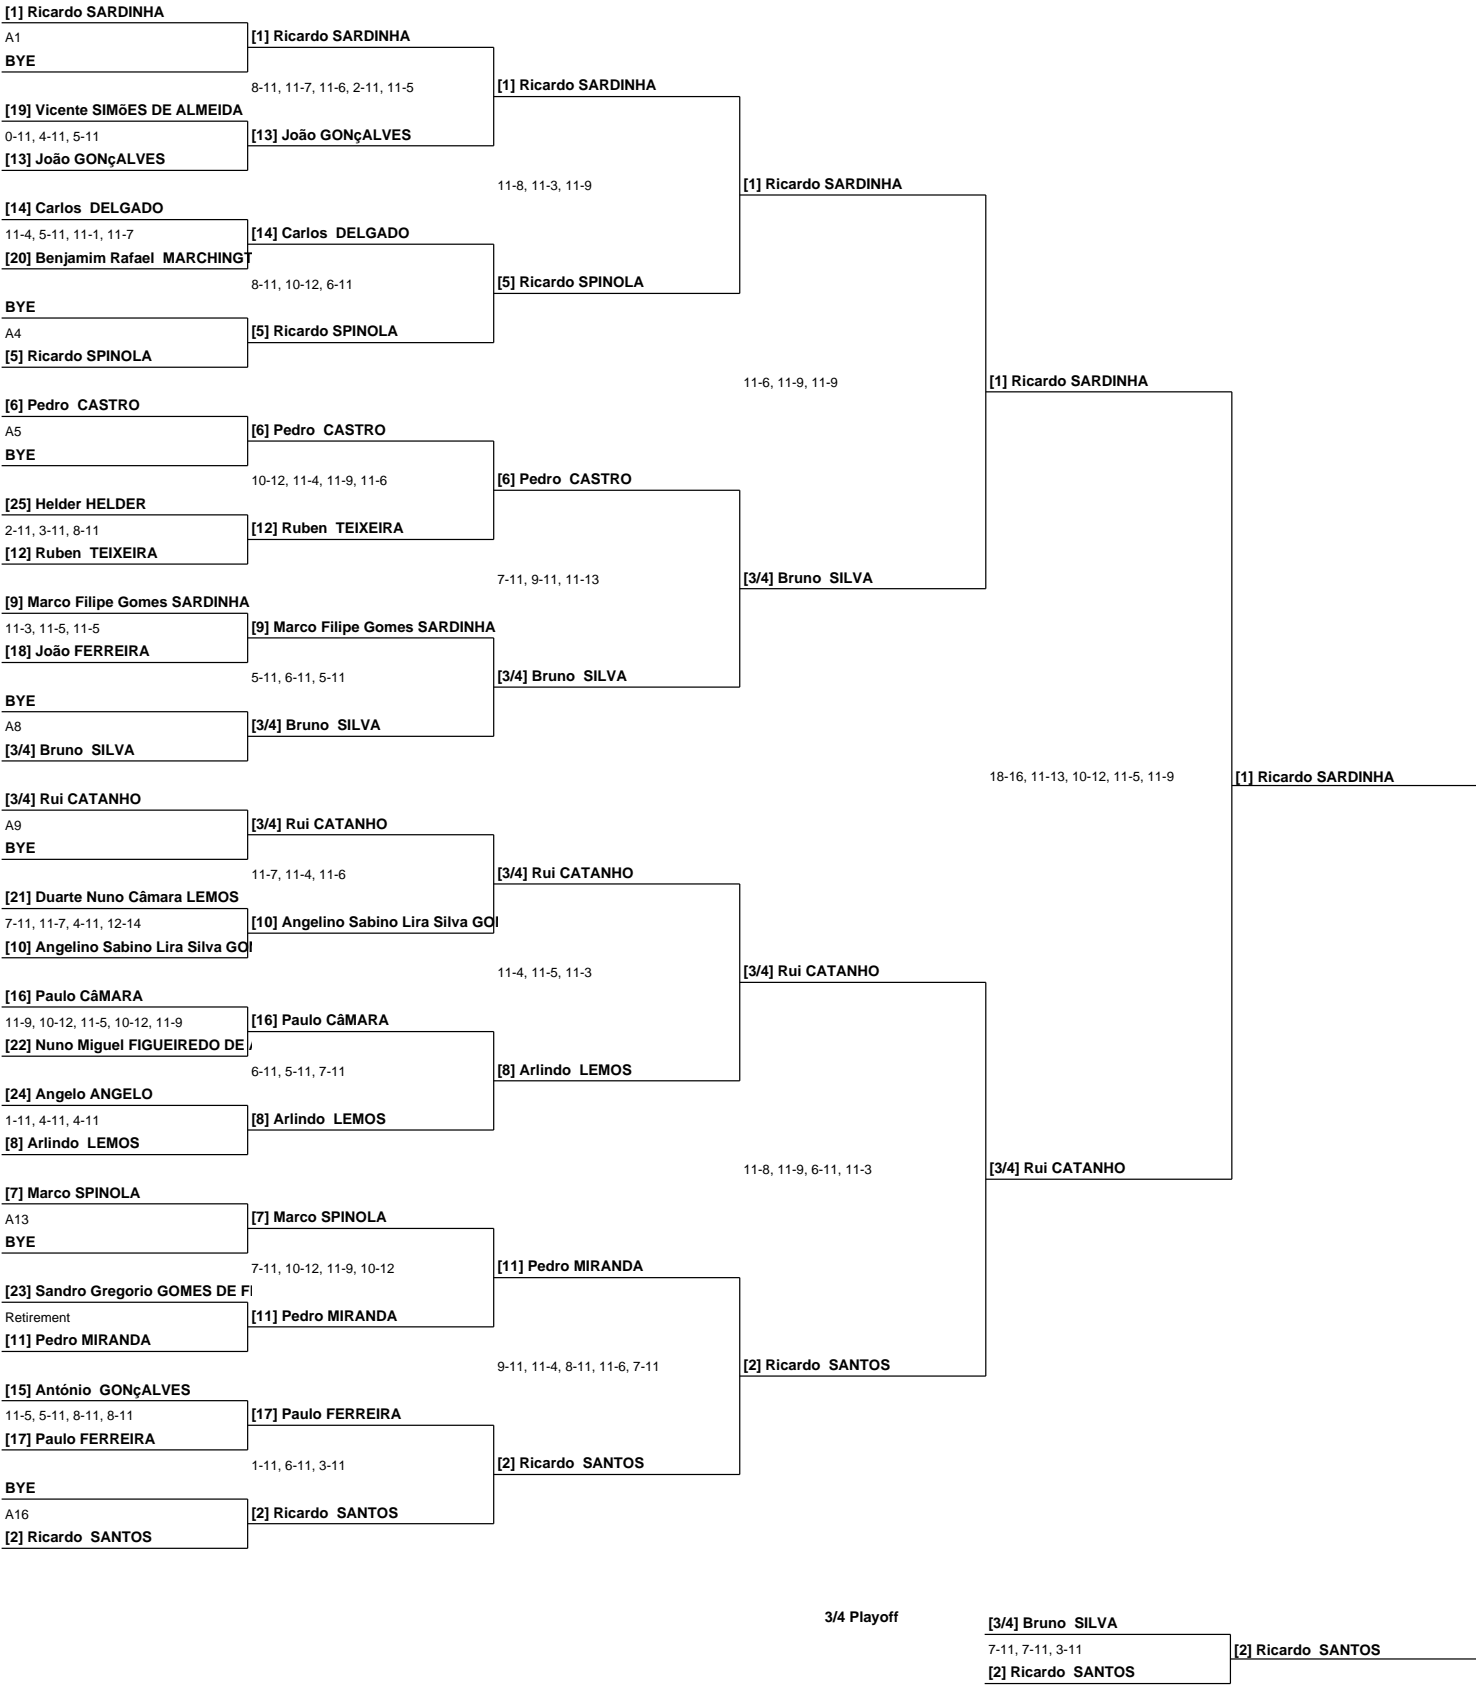 [1] Ricardo SARDINHA
A1
[1] Ricardo SARDINHA
BYE
8-11, 11-7, 11-6, 2-11, 11-5
[1] Ricardo SARDINHA
[19] Vicente SIMõES DE ALMEIDA
0-11, 4-11, 5-11
[13] João GONçALVES
[13] João GONçALVES
11-8, 11-3, 11-9
[1] Ricardo SARDINHA
[14] Carlos DELGADO
11-4, 5-11, 11-1, 11-7
[14] Carlos DELGADO
[20] Benjamim Rafael MARCHINGT
8-11, 10-12, 6-11
[5] Ricardo SPINOLA
BYE
A4
[5] Ricardo SPINOLA
[5] Ricardo SPINOLA
11-6, 11-9, 11-9
[1] Ricardo SARDINHA
[6] Pedro CASTRO
A5
[6] Pedro CASTRO
BYE
10-12, 11-4, 11-9, 11-6
[6] Pedro CASTRO
[25] Helder HELDER
2-11, 3-11, 8-11
[12] Ruben TEIXEIRA
[12] Ruben TEIXEIRA
7-11, 9-11, 11-13
[3/4] Bruno SILVA
[9] Marco Filipe Gomes SARDINHA
11-3, 11-5, 11-5
[9] Marco Filipe Gomes SARDINHA
[18] João FERREIRA
5-11, 6-11, 5-11
[3/4] Bruno SILVA
BYE
A8
[3/4] Bruno SILVA
[3/4] Bruno SILVA
18-16, 11-13, 10-12, 11-5, 11-9
[1] Ricardo SARDINHA
[3/4] Rui CATANHO
A9
[3/4] Rui CATANHO
BYE
11-7, 11-4, 11-6
[3/4] Rui CATANHO
[21] Duarte Nuno Câmara LEMOS
7-11, 11-7, 4-11, 12-14
[10] Angelino Sabino Lira Silva GO
[10] Angelino Sabino Lira Silva GO
11-4, 11-5, 11-3
[3/4] Rui CATANHO
[16] Paulo CâMARA
11-9, 10-12, 11-5, 10-12, 11-9
[16] Paulo CâMARA
[22] Nuno Miguel FIGUEIREDO DE
6-11, 5-11, 7-11
[8] Arlindo LEMOS
[24] Angelo ANGELO
1-11, 4-11, 4-11
[8] Arlindo LEMOS
[8] Arlindo LEMOS
11-8, 11-9, 6-11, 11-3
[3/4] Rui CATANHO
[7] Marco SPINOLA
A13
[7] Marco SPINOLA
BYE
7-11, 10-12, 11-9, 10-12
[11] Pedro MIRANDA
[23] Sandro Gregorio GOMES DE F
Retirement
[11] Pedro MIRANDA
[11] Pedro MIRANDA
9-11, 11-4, 8-11, 11-6, 7-11
[2] Ricardo SANTOS
[15] António GONçALVES
11-5, 5-11, 8-11, 8-11
[17] Paulo FERREIRA
[17] Paulo FERREIRA
1-11, 6-11, 3-11
[2] Ricardo SANTOS
BYE
A16
[2] Ricardo SANTOS
[2] Ricardo SANTOS
3/4 Playoff
[3/4] Bruno SILVA
7-11, 7-11, 3-11
[2] Ricardo SANTOS
[2] Ricardo SANTOS